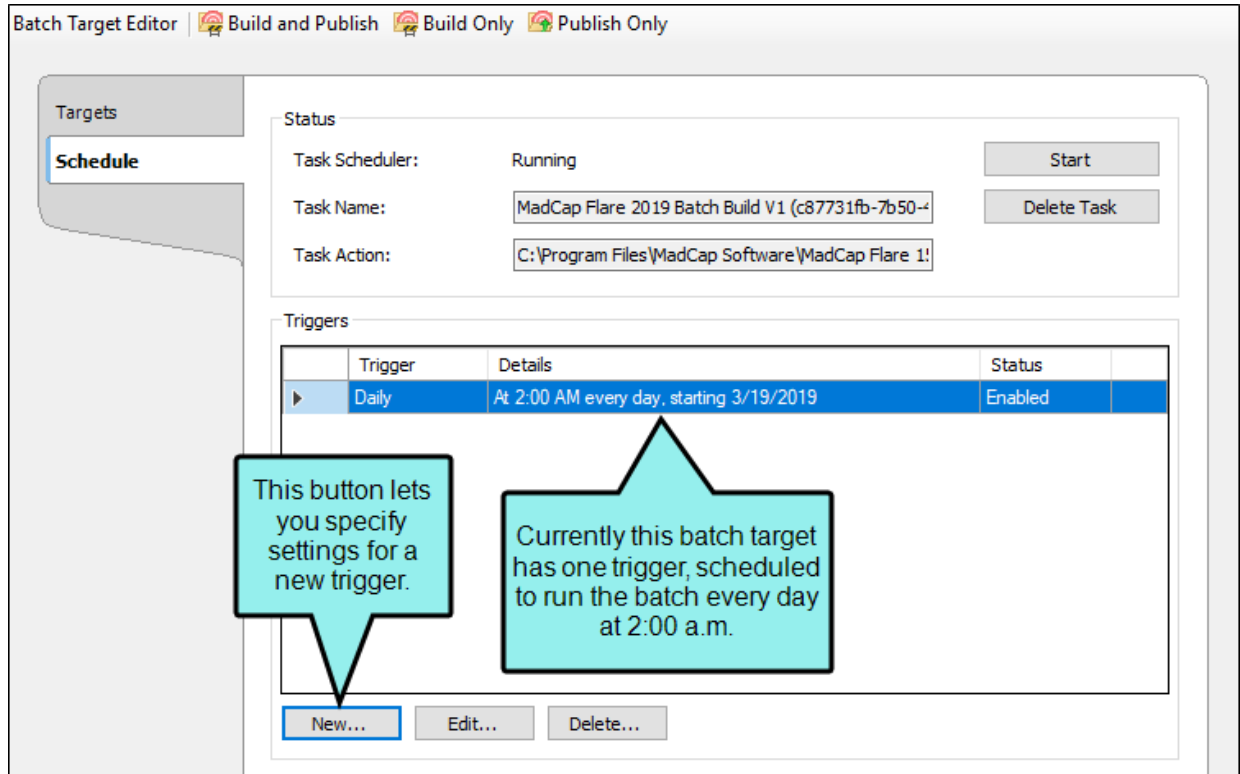 Batch Target Editor Build and Publish Build Only Publish Only
Targets
Schedule
Status
Task Scheduler: Running Start
Task Name: MadCap Flare 2019 Batch Build V1 (c87731fb-7b50- Delete Task
Task Action: C:\Program Files\MadCap Software\MadCap Flare 15
Triggers
Trigger Details Status
Daily At 2:00 AM every day, starting 3/19/2019 Enabled
This button lets
you specify
settings for a
new trigger.
Currently this batch target
has one trigger, scheduled
to run the batch every day
at 2:00 a.m.
New... Edit... Delete...